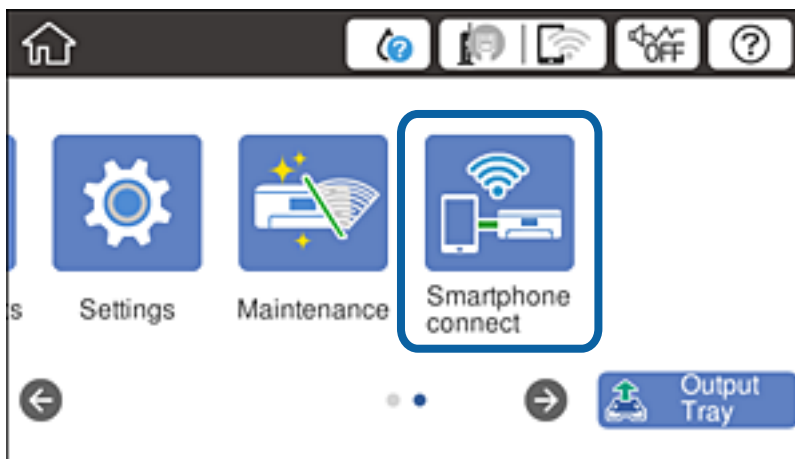 ?
OFF
?
s
Settings
Maintenance
Smartphone
connect
Output
Tray